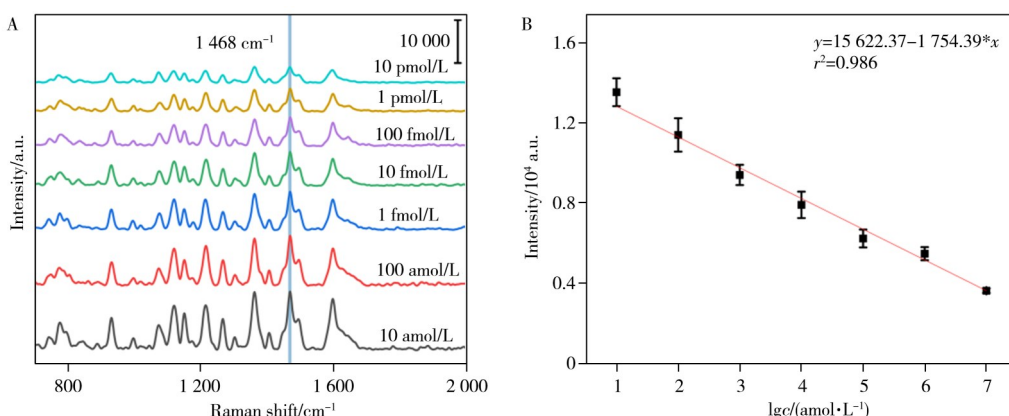 A
1 468 cm⁻¹
10 000
10 pmol/L
1 pmol/L
100 fmol/L
10 fmol/L
1 fmol/L
100 amol/L
10 amol/L
Intensity/a.u.
800
1 200
1 600
2 000
Raman shift/cm⁻¹
B
y=15 622.37−1 754.39*x
r²=0.986
1.6
1.2
0.8
0.4
0
Intensity/10⁴ a.u.
1
2
3
4
5
6
7
lgc/(amol·L⁻¹)